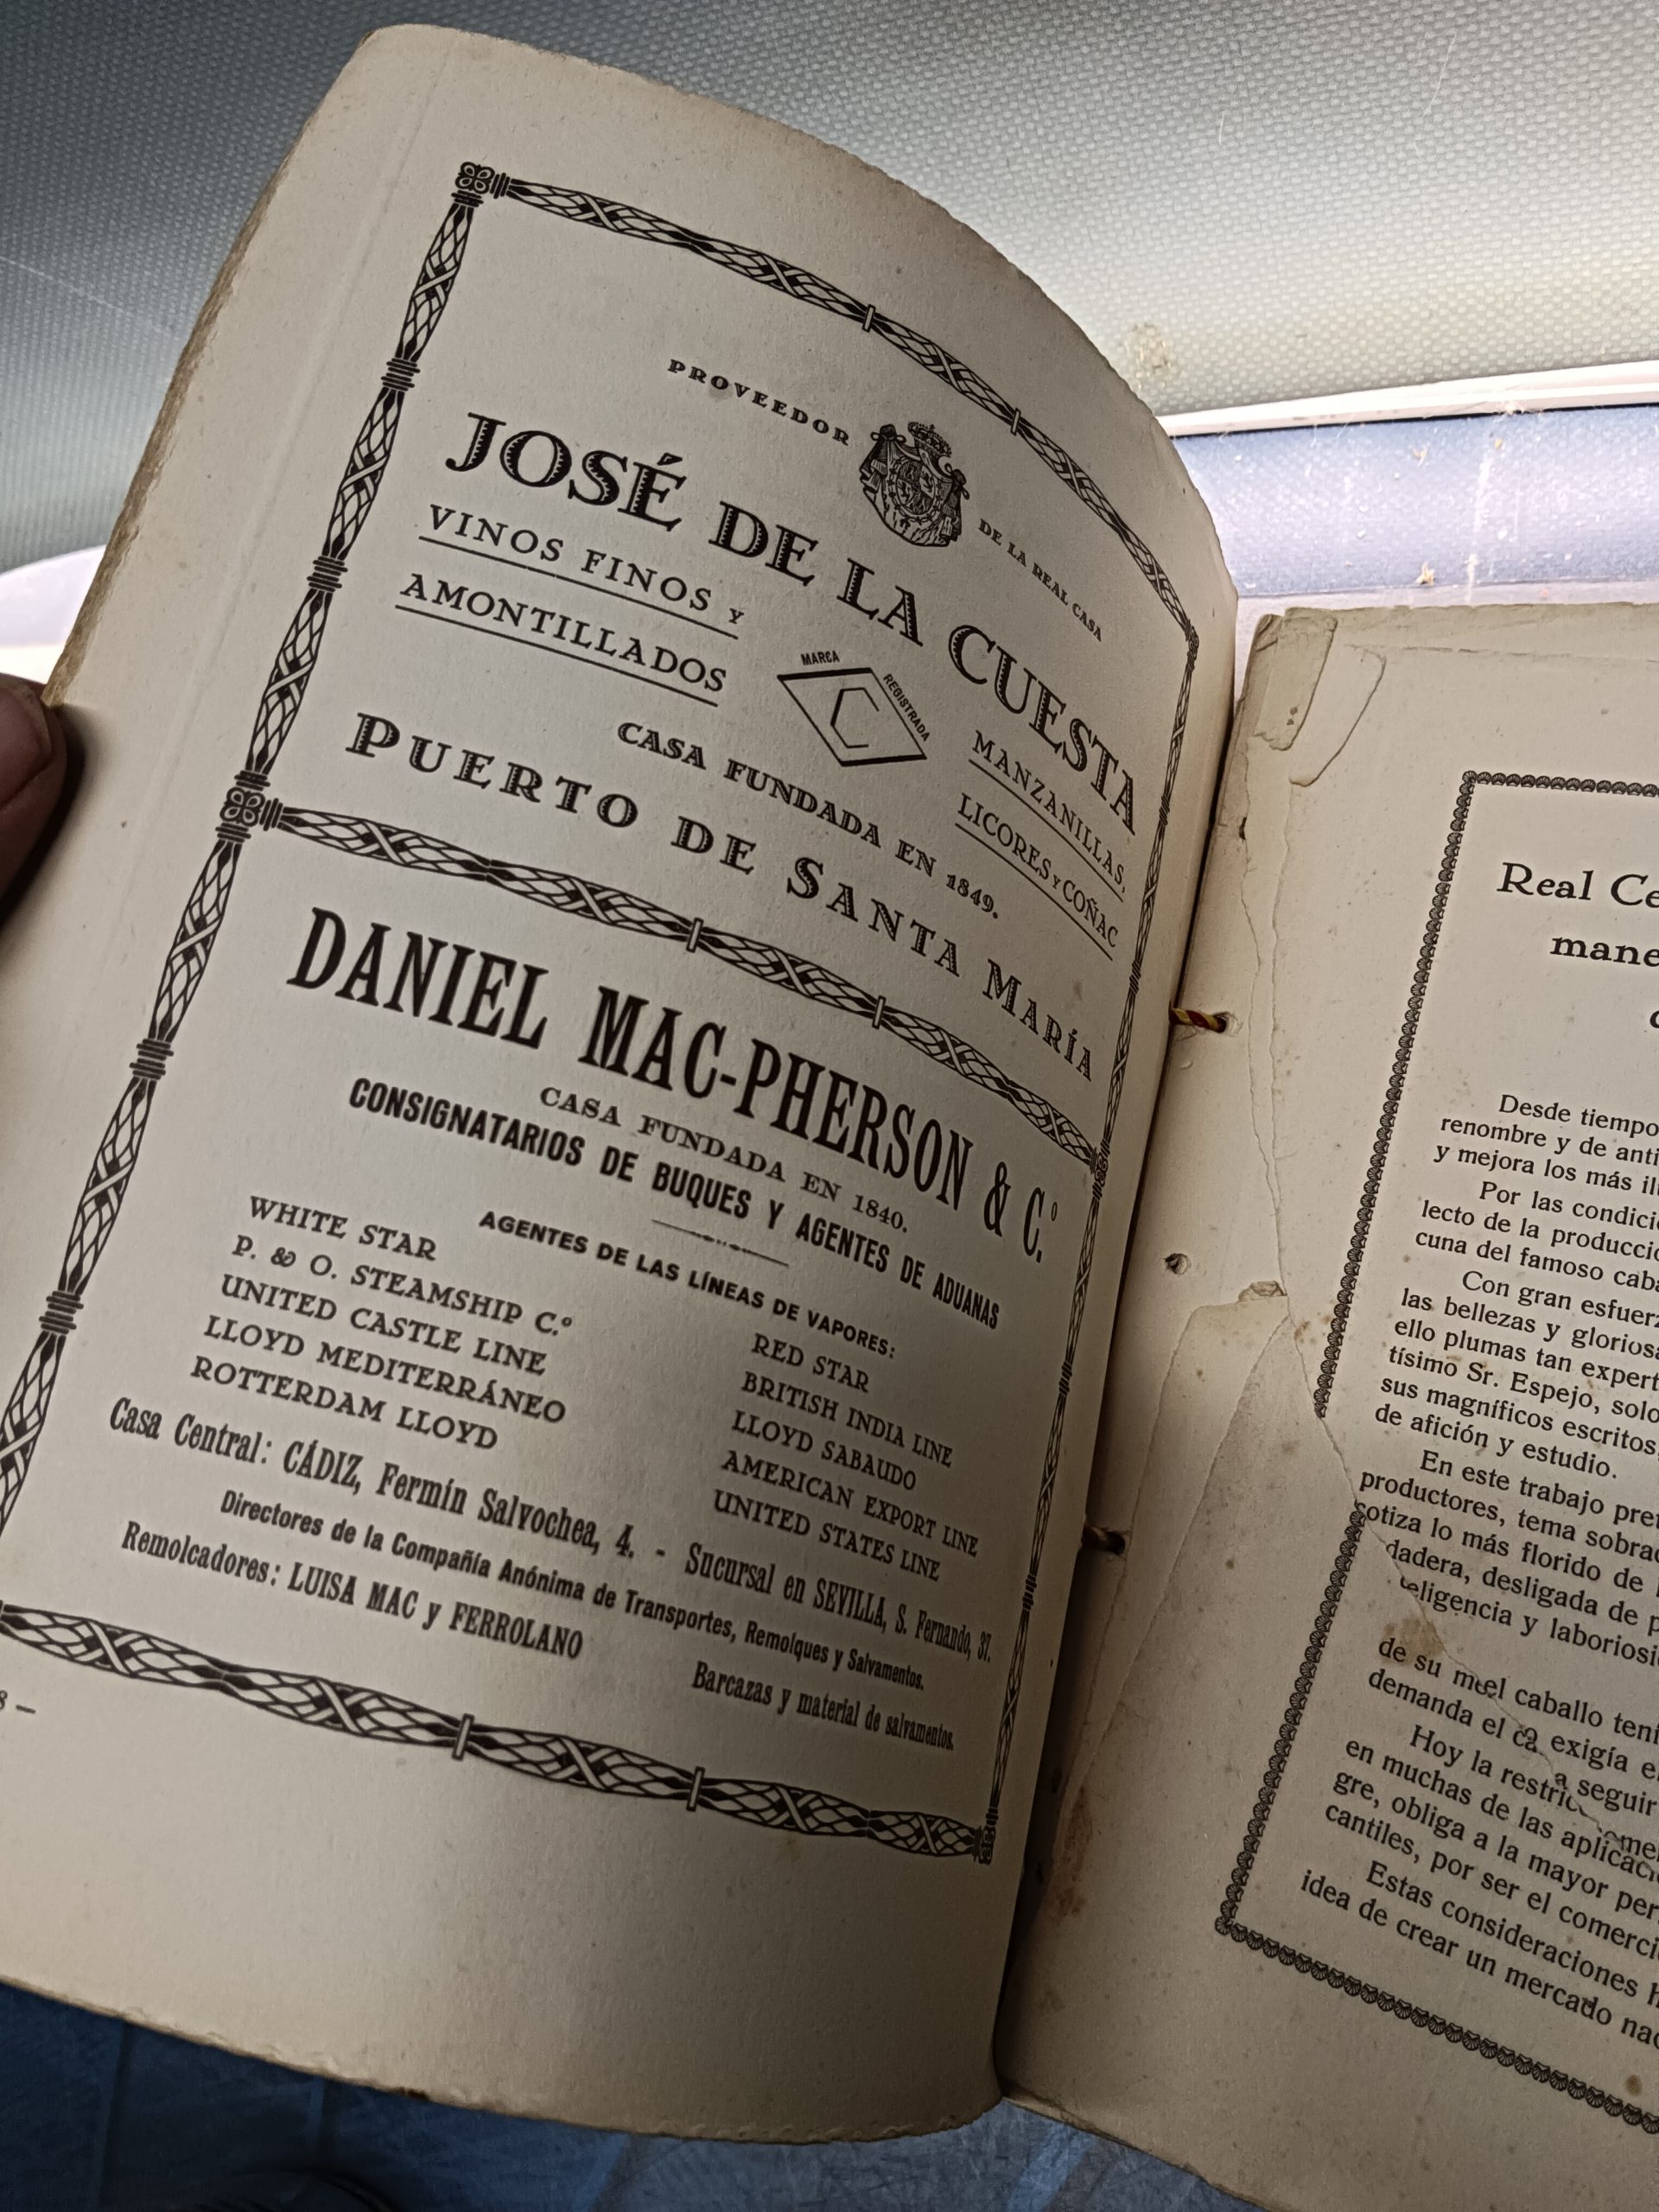 PROVEEDOR DE LA REAL CASA
JOSÉ DE LA CUESTA
VINOS FINOS Y
AMONTILLADOS
MARCA
REGISTRADA
C
MANZANILLAS,
LICORES Y COÑAC
CASA FUNDADA EN 1849.
PUERTO DE SANTA MARÍA
DANIEL MAC-PHERSON & C.º
CASA FUNDADA EN 1840.
CONSIGNATARIOS DE BUQUES Y AGENTES DE ADUANAS
AGENTES DE LAS LÍNEAS DE VAPORES:
WHITE STAR
P. & O. STEAMSHIP C.º
UNITED CASTLE LINE
LLOYD MEDITERRÁNEO
ROTTERDAM LLOYD
RED STAR
BRITISH INDIA LINE
LLOYD SABAUDO
AMERICAN EXPORT LINE
UNITED STATES LINE
Casa Central: CÁDIZ, Fermín Salvochea, 4. - Sucursal en SEVILLA, S. Fernando, 37.
Directores de la Compañía Anónima de Transportes, Remolques y Salvamentos.
Remolcadores: LUISA MAC y FERROLANO
Barcazas y material de salvamentos.
8 —
Real Ce
mane
Desde tiempo
renombre y de anti
y mejora los más il
Por las condici
lecto de la producci
cuna del famoso cab
Con gran esfuerz
las bellezas y glorios
ello plumas tan expert
tísimo Sr. Espejo, solo
sus magníficos escritos,
de afición y estudio.
En este trabajo pre
productores, tema sobra
cotiza lo más florido de
dadera, desligada de p
teligencia y laborios
de su m el caballo ten
demanda el ca exigía e
a seguir
Hoy la restric
en muchas de las aplicac
gre, obliga a la mayor per
cantiles, por ser el comerci
Estas consideraciones h
idea de crear un mercado nac